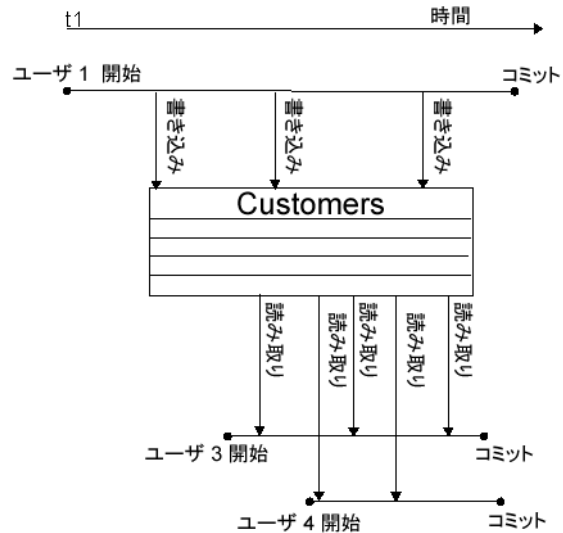 t1
時間
ユーザ 1 開始
コミット
書き込み
書き込み
書き込み
Customers
読み取り
読み取り
読み取り
読み取り
読み取り
ユーザ 3 開始
コミット
ユーザ 4 開始
コミット